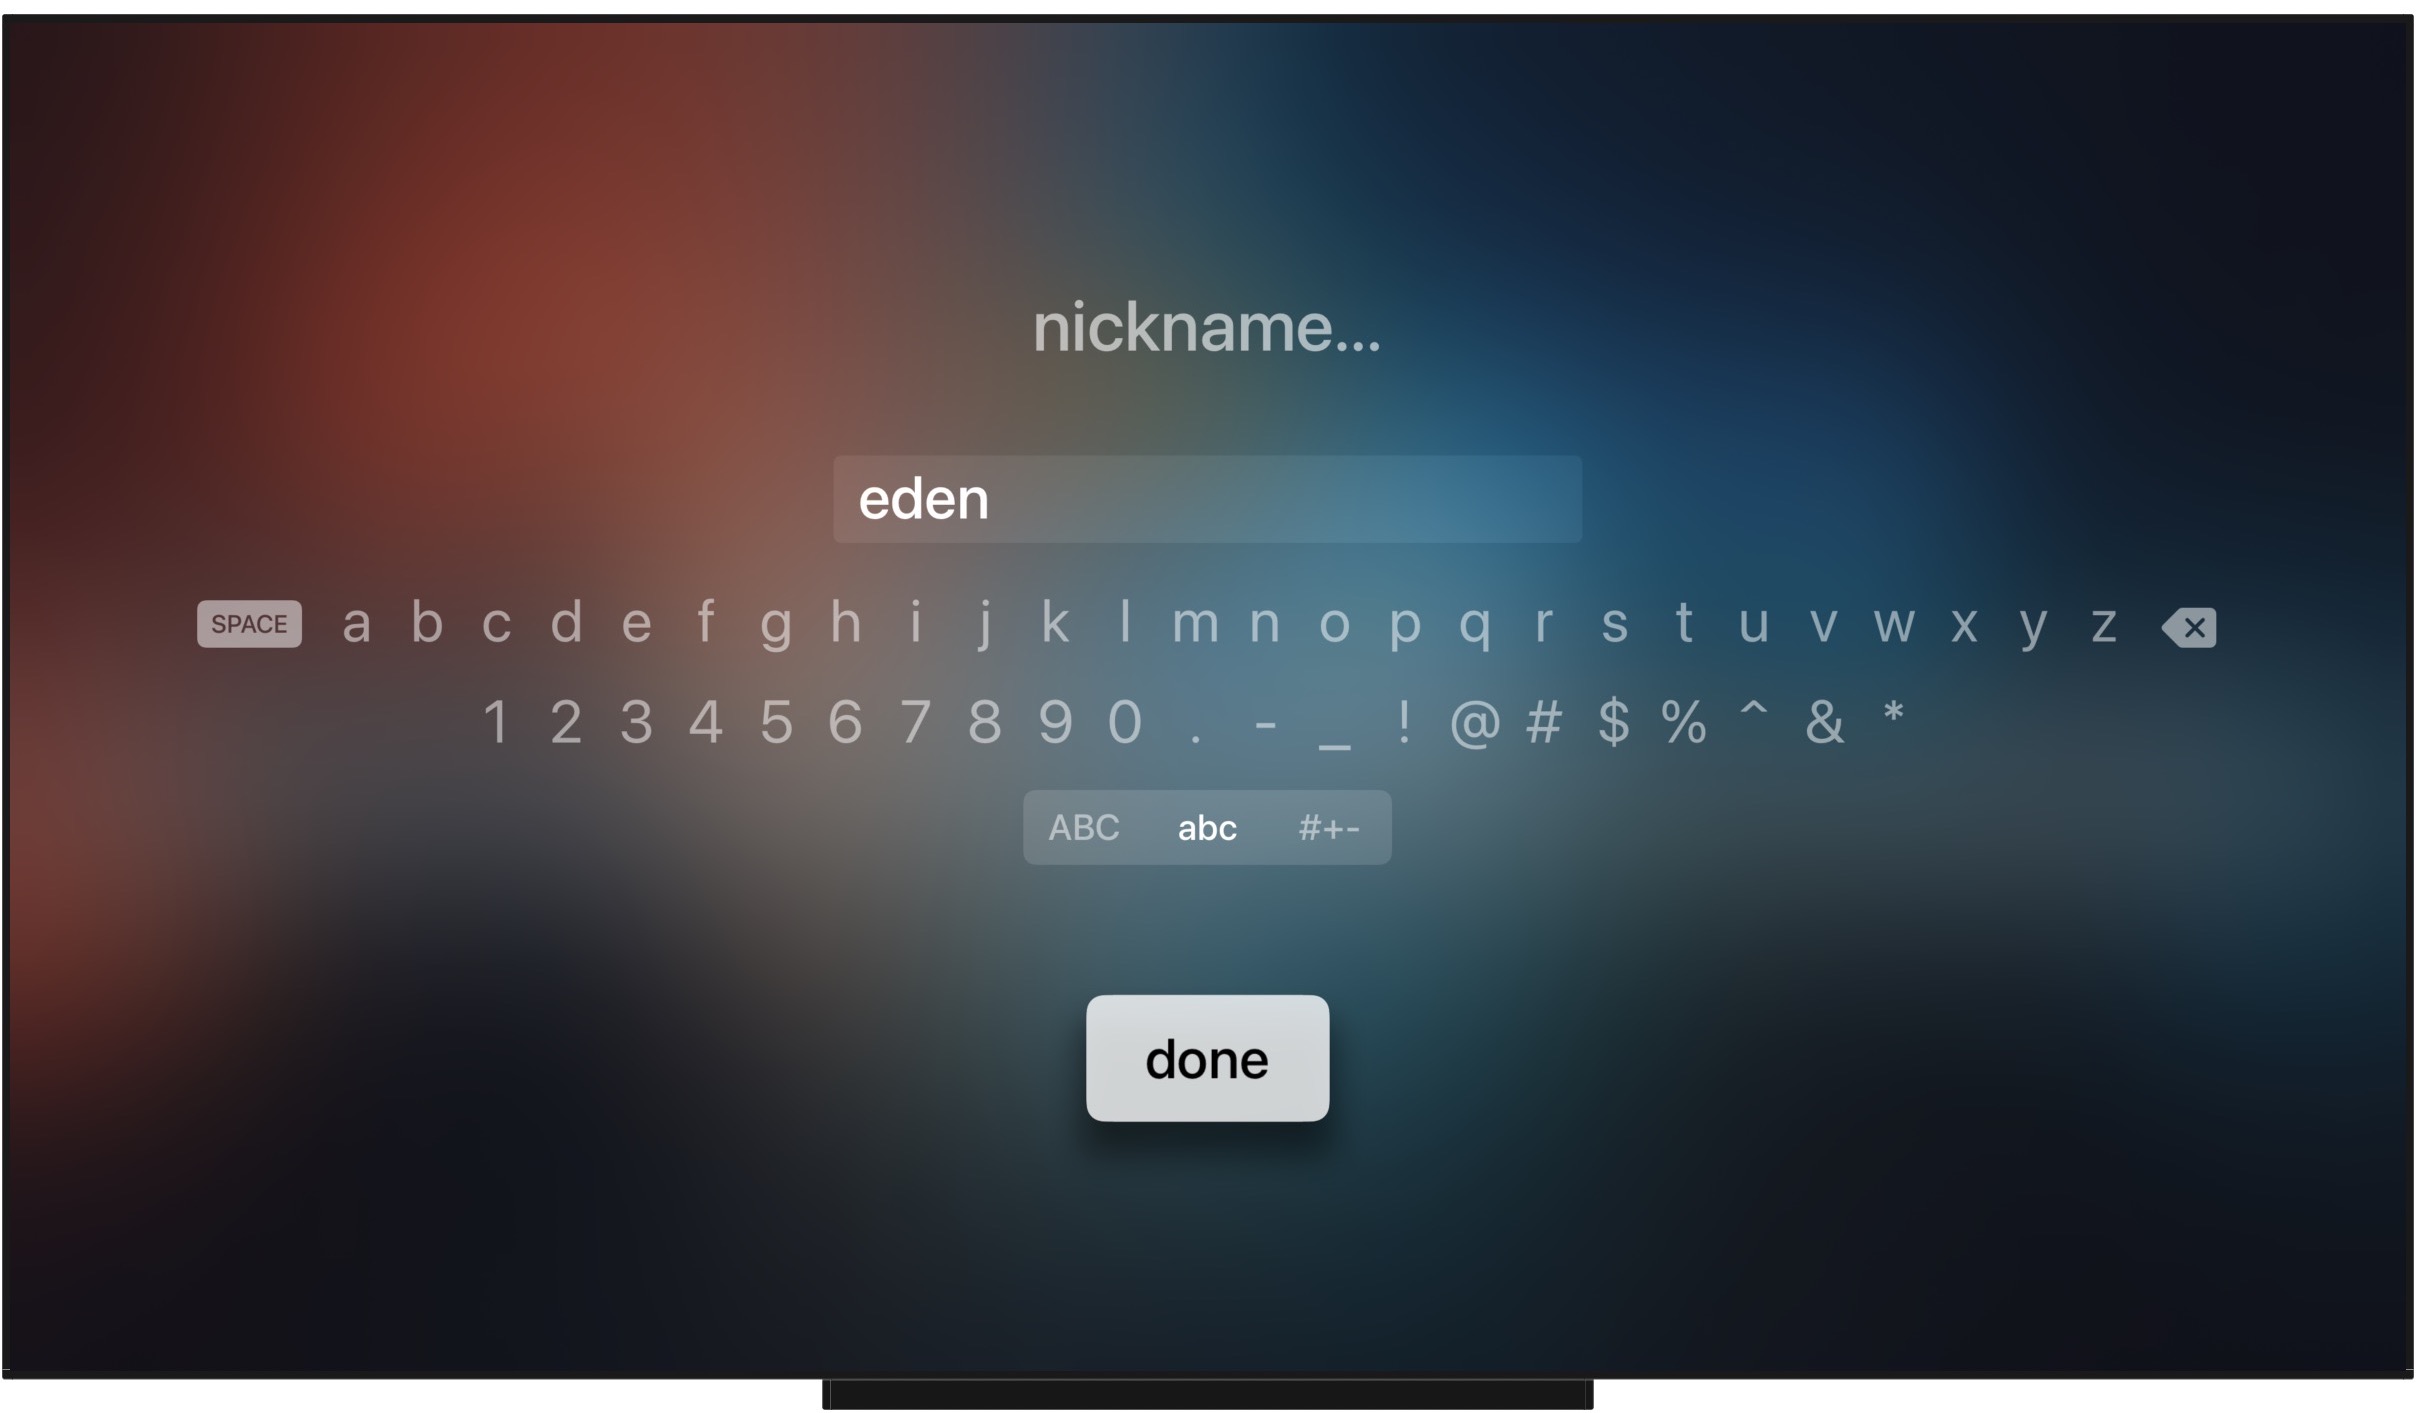 nickname...
eden
SPACE a b c d e f g h i j k l m n o p q r s t u v w x y z
1 2 3 4 5 6 7 8 9 0 . - _ ! @ # $ % ^ & *
ABC abc #+-
done